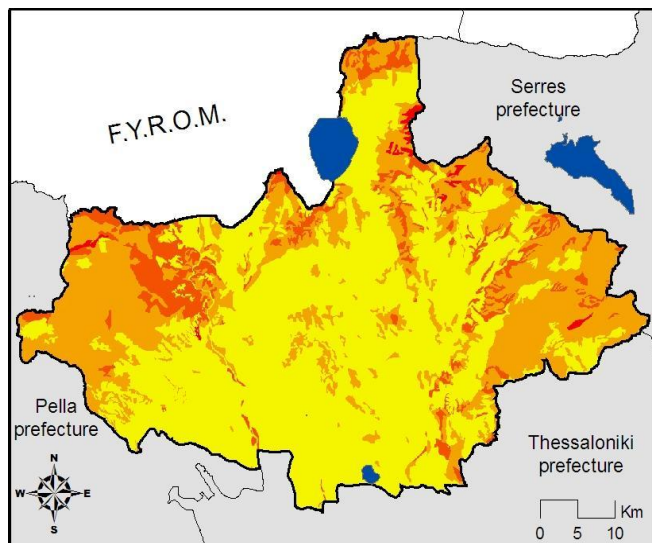 F.Y.R.O.M.
Serres
prefecture
Pella
prefecture
Thessaloniki
prefecture
N
W
E
S
Km
0 5 10